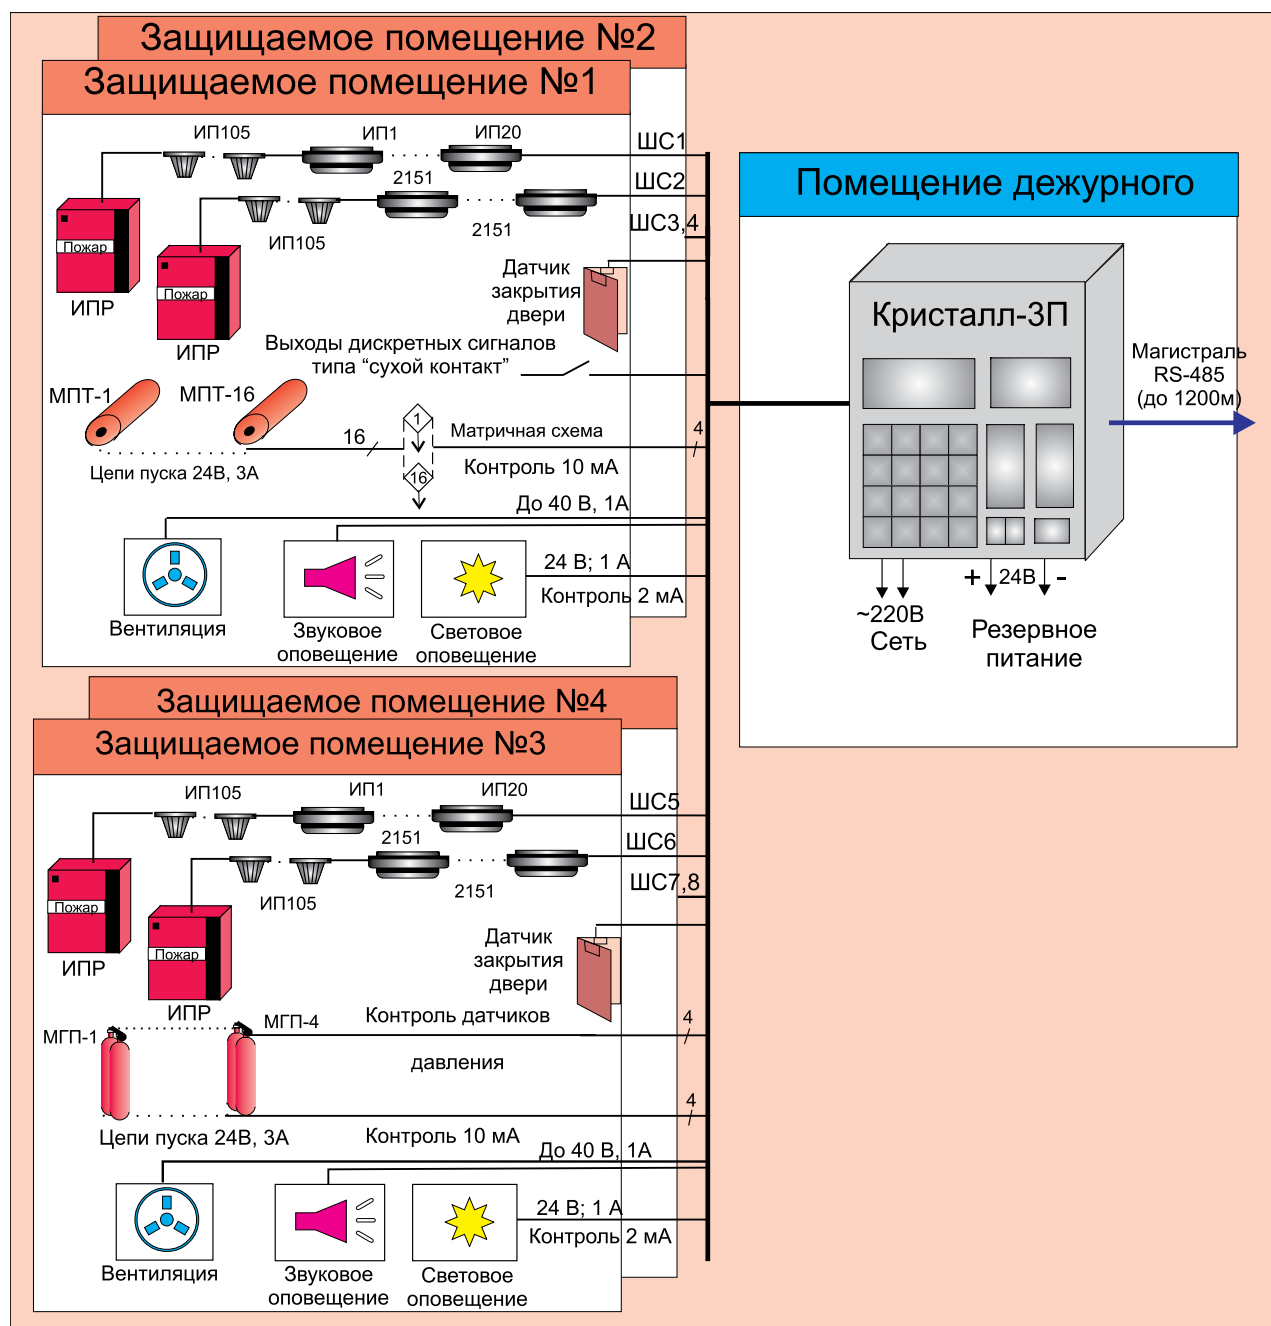 Защищаемое помещение №2
Защищаемое помещение №1
ИП105
ИП1
ИП20
ШС1
2151
ШС2
ИП105
2151
ШС3,4
Пожар
ИПР
Пожар
ИПР
Датчик
закрытия
двери
Выходы дискретных сигналов
типа “сухой контакт”
МПТ-1
МПТ-16
16
1
16
Матричная схема
4
Контроль 10 мА
Цепи пуска 24В, 3А
До 40 В, 1А
24 В; 1 А
Контроль 2 мА
Вентиляция
Звуковое
оповещение
Световое
оповещение
Помещение дежурного
Кристалл-3П
Магистраль
RS-485
(до 1200м)
+ 24В -
~220В
Сеть
Резервное
питание
Защищаемое помещение №4
Защищаемое помещение №3
ИП105
ИП1
ИП20
ШС5
2151
ШС6
ИП105
2151
ШС7,8
Пожар
ИПР
Пожар
ИПР
Датчик
закрытия
двери
МГП-1
МГП-4
Контроль датчиков
давления
4
4
Цепи пуска 24В, 3А
Контроль 10 мА
До 40 В, 1А
24 В; 1 А
Контроль 2 мА
Вентиляция
Звуковое
оповещение
Световое
оповещение